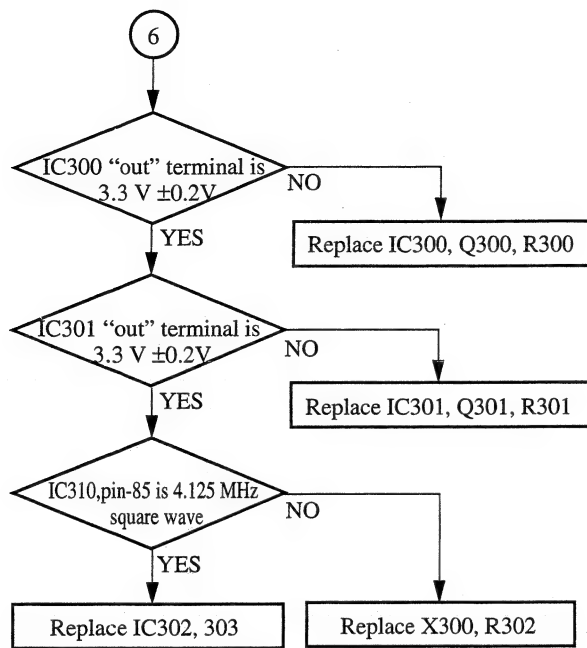 6
IC300 “out” terminal is
3.3 V ±0.2V
NO
YES
Replace IC300, Q300, R300
IC301 “out” terminal is
3.3 V ±0.2V
NO
YES
Replace IC301, Q301, R301
IC310,pin-85 is 4.125 MHz
square wave
NO
YES
Replace IC302, 303
Replace X300, R302